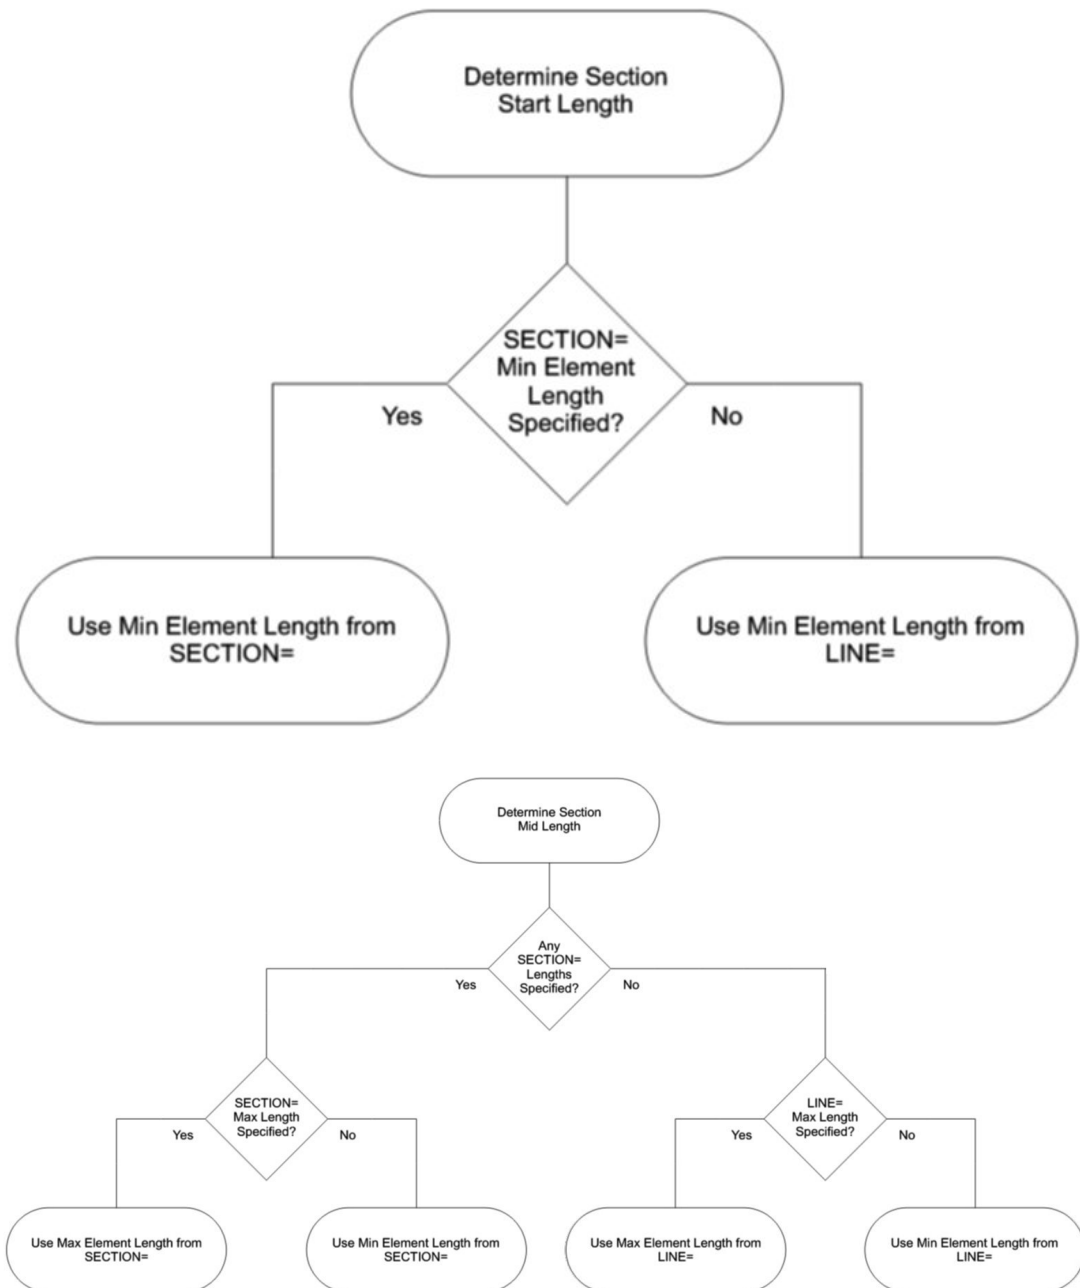 Determine Section
Start Length
SECTION=
Min Element
Length
Specified?
Yes
No
Use Min Element Length from
SECTION=
Use Min Element Length from
LINE=
Determine Section
Mid Length
Any
SECTION=
Lengths
Specified?
Yes
No
SECTION=
Max Length
Specified?
Yes
No
LINE=
Max Length
Specified?
Yes
No
Use Max Element Length from
SECTION=
Use Min Element Length from
SECTION=
Use Max Element Length from
LINE=
Use Min Element Length from
LINE=